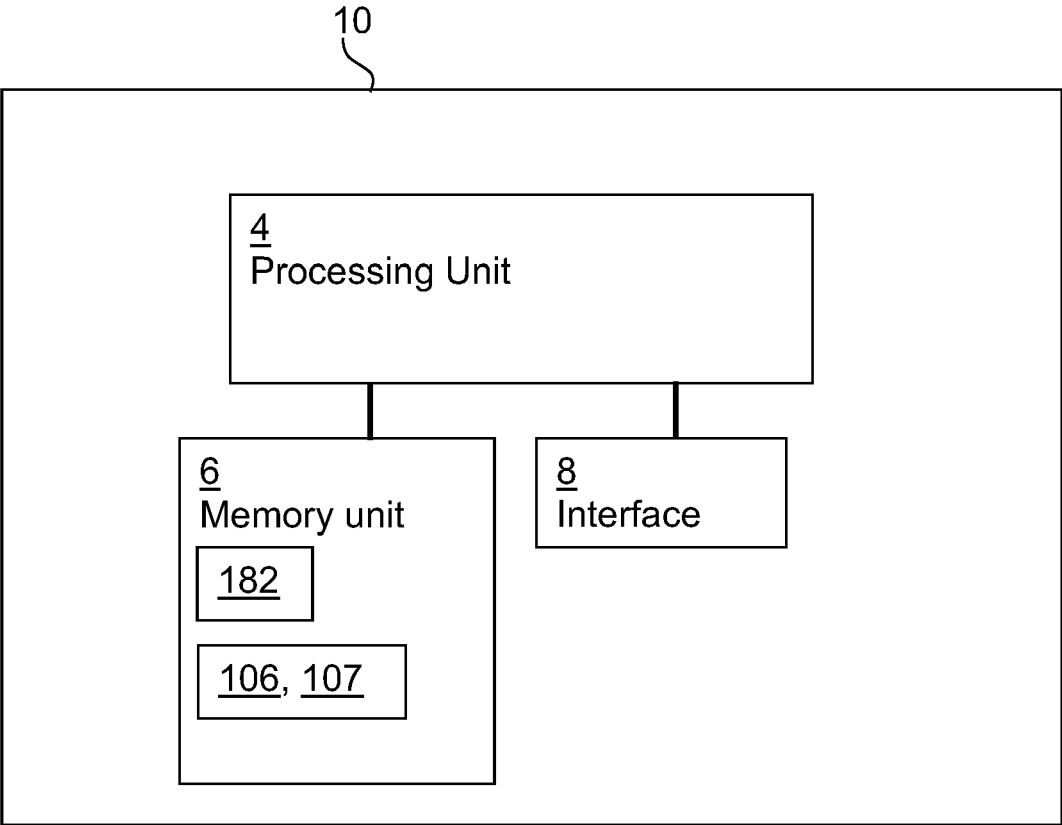 10
4
Processing Unit
6
Memory unit
182
106, 107
8
Interface